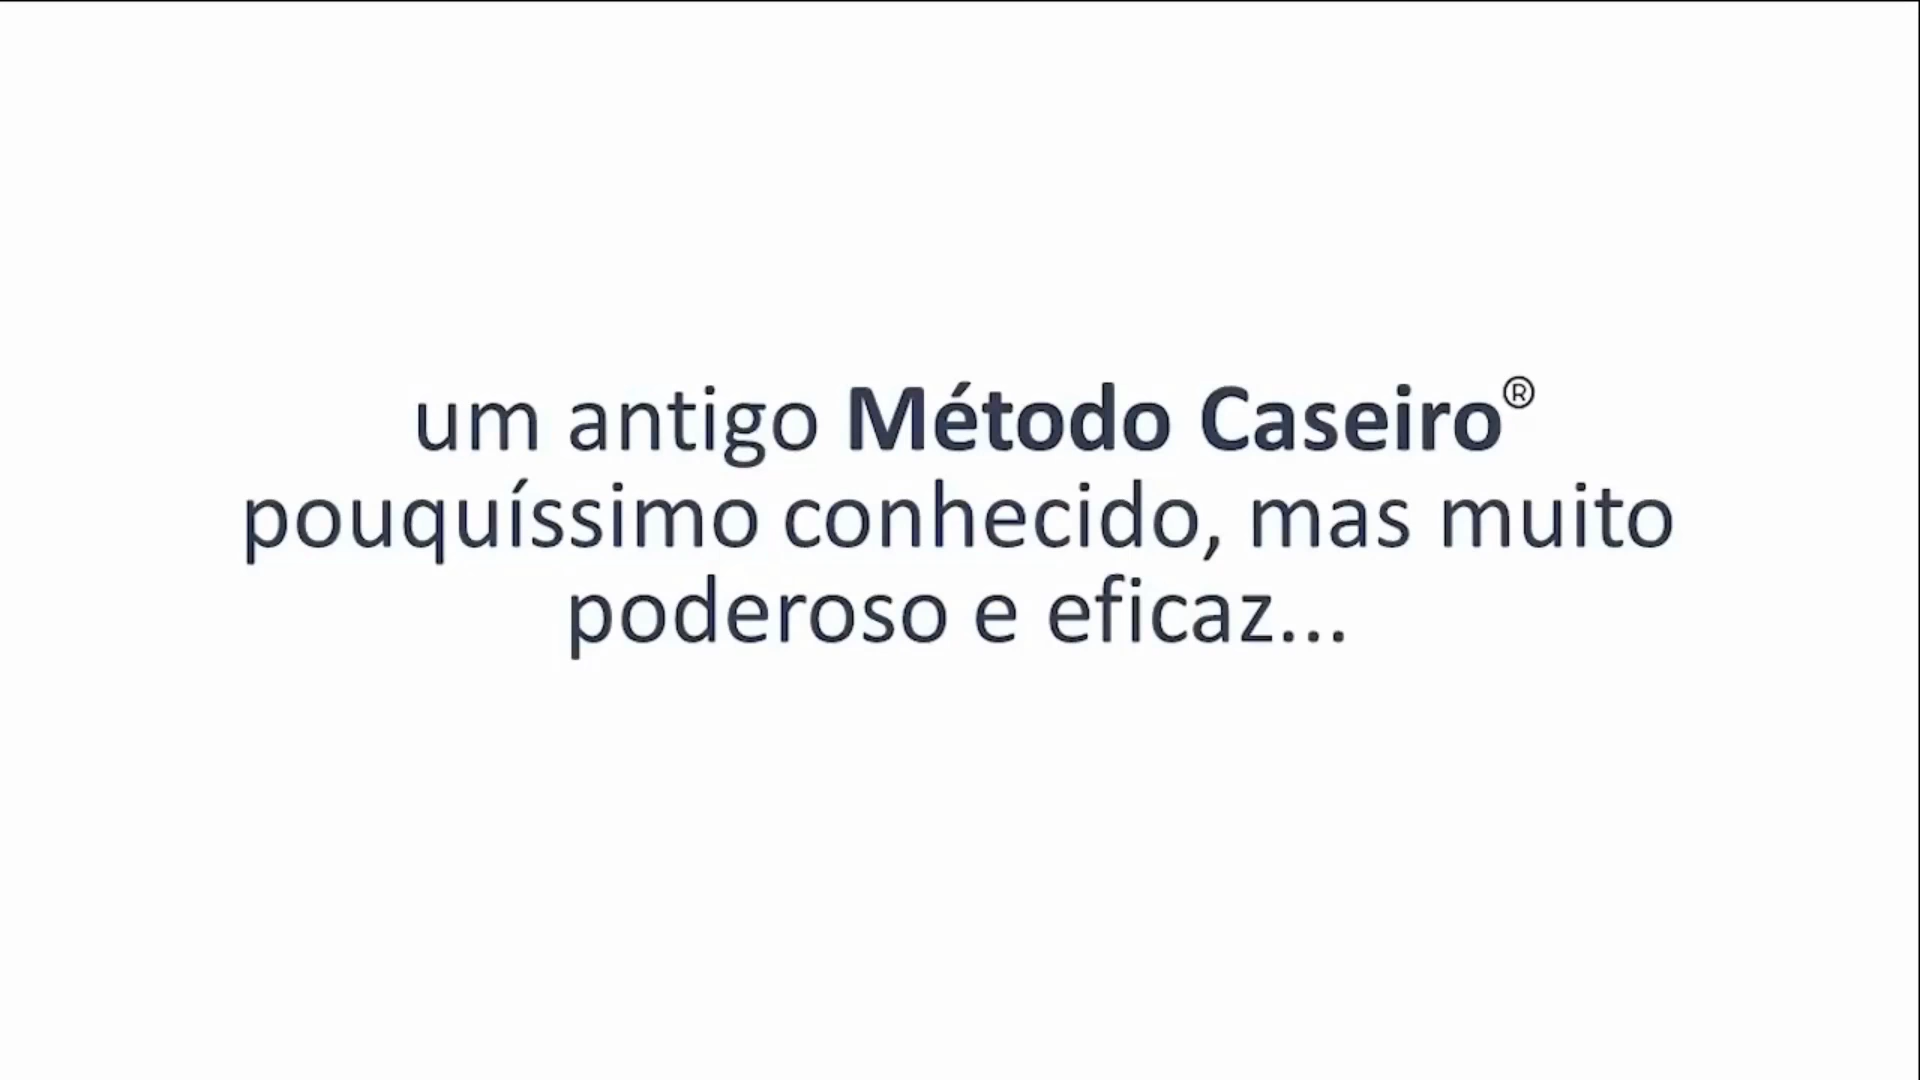 um antigo Método Caseiro®
pouquíssimo conhecido, mas muito
poderoso e eficaz...